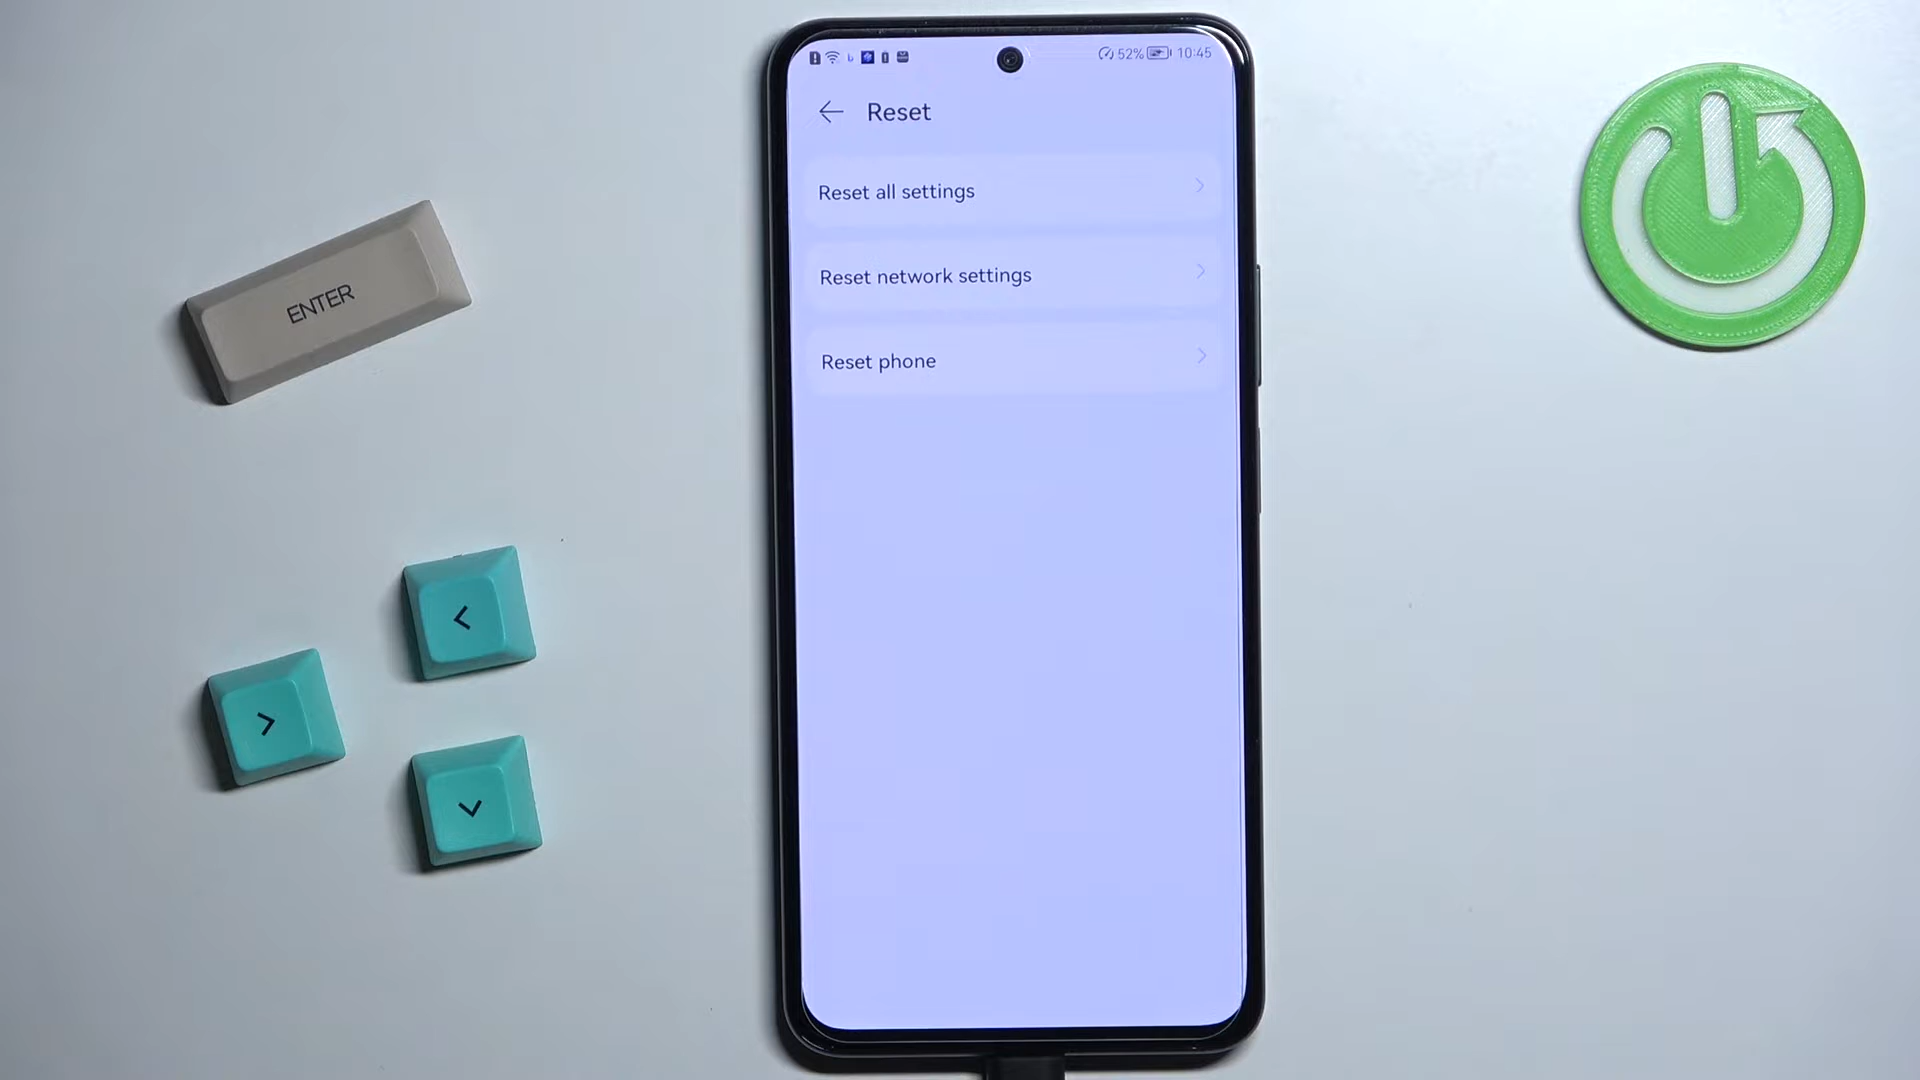 52% 10:45
Reset
Reset all settings
Reset network settings
Reset phone
ENTER